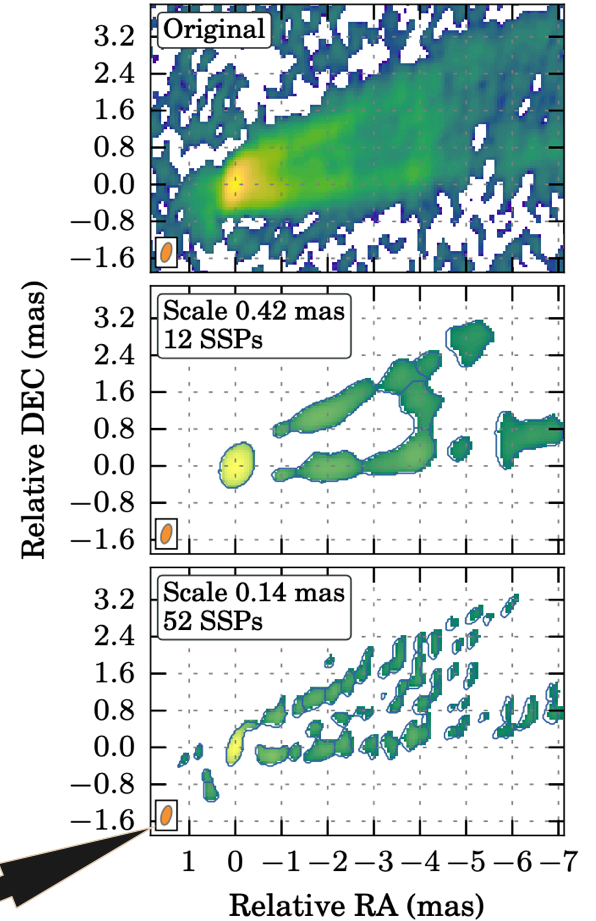 Original
3.2
2.4
1.6
0.8
0.0
−0.8
−1.6
Relative DEC (mas)
Scale 0.42 mas
12 SSPs
3.2
2.4
1.6
0.8
0.0
−0.8
−1.6
Scale 0.14 mas
52 SSPs
3.2
2.4
1.6
0.8
0.0
−0.8
−1.6
1 0 −1 −2 −3 −4 −5 −6 −7
Relative RA (mas)